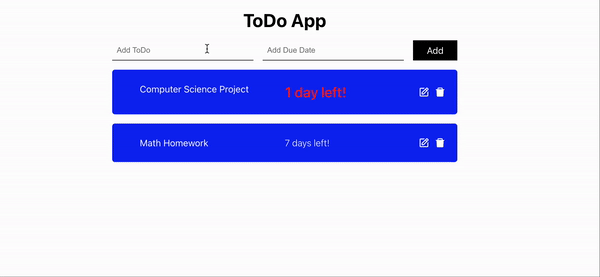 ToDo App
Add ToDo
Add Due Date
Add
Computer Science Project
1 day left!
Math Homework
7 days left!